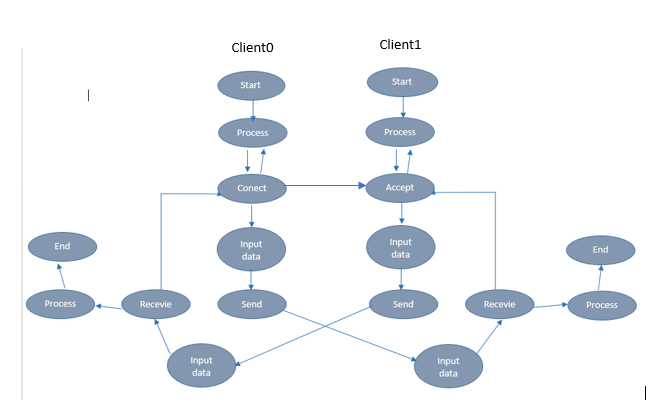 Client0
Client1
Start
Start
Process
Process
Conect
Accept
Input
data
Input
data
End
End
Process
Recevie
Send
Send
Recevie
Process
Input
data
Input
data